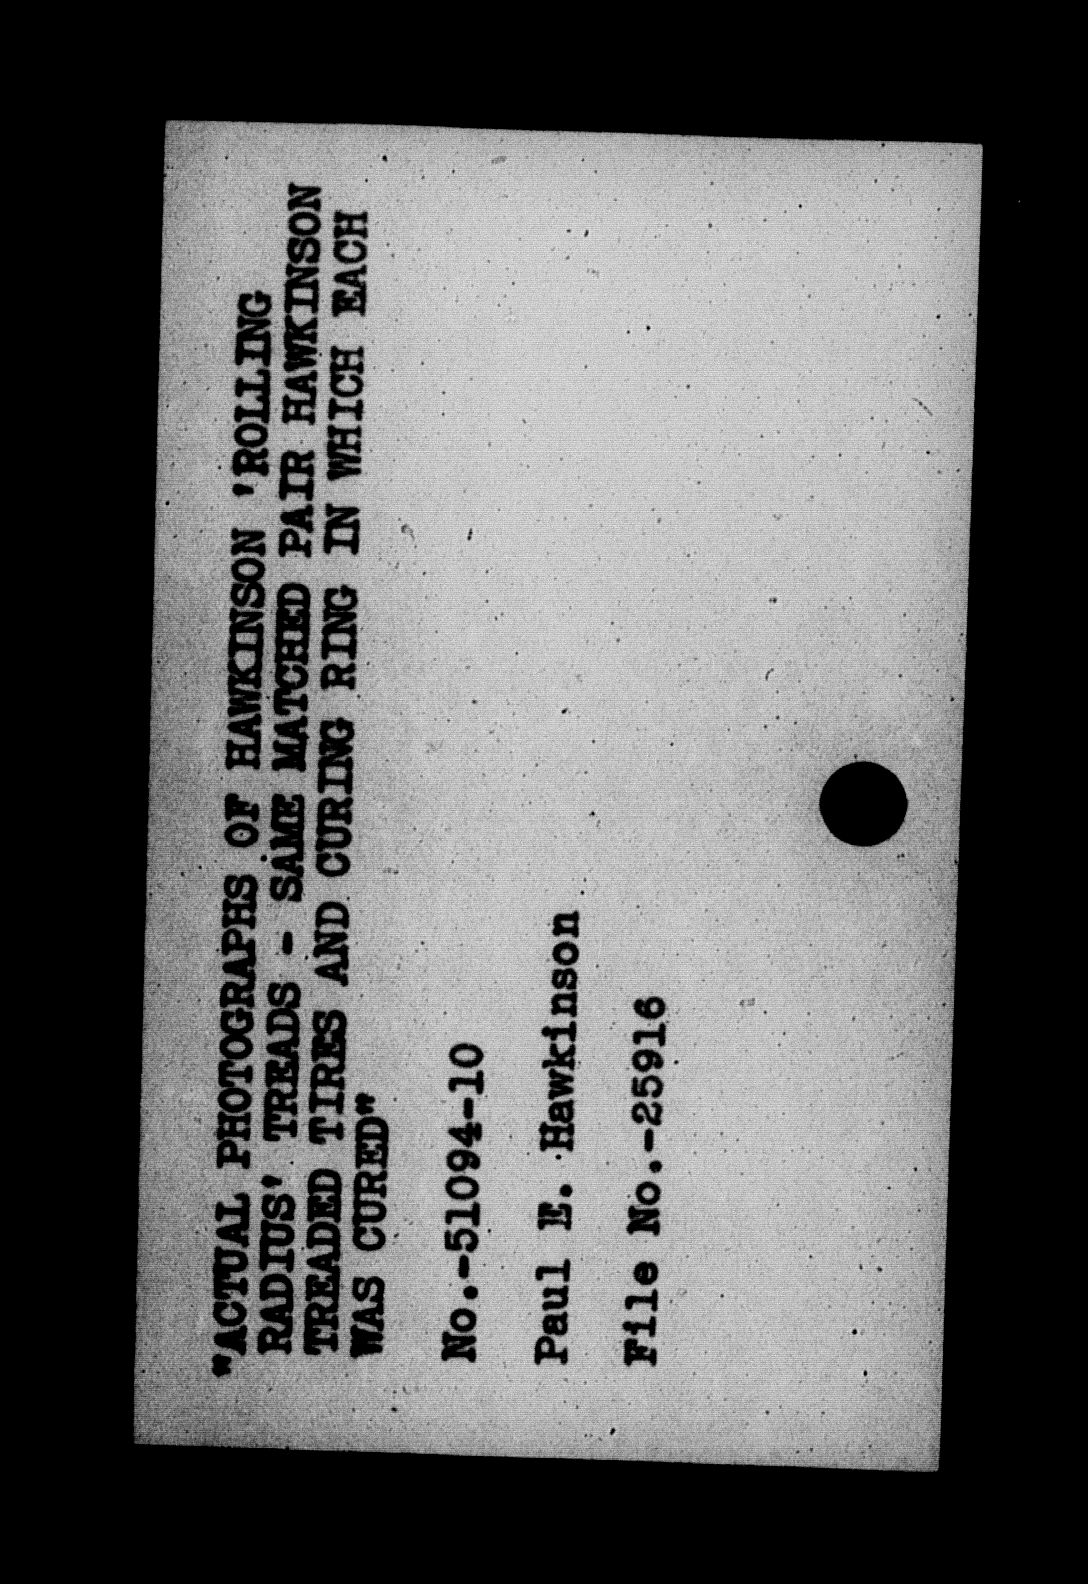 "ACTUAL PHOTOGRAPHS OF HAWKINSON 'ROLLING
RADIUS' TREADS - SAME MATCHED PAIR HAWKINSON
TREADED TIRES AND CURING RING IN WHICH EACH
WAS CURED"
No.-51094-10
Paul E. Hawkinson
File No.-25916